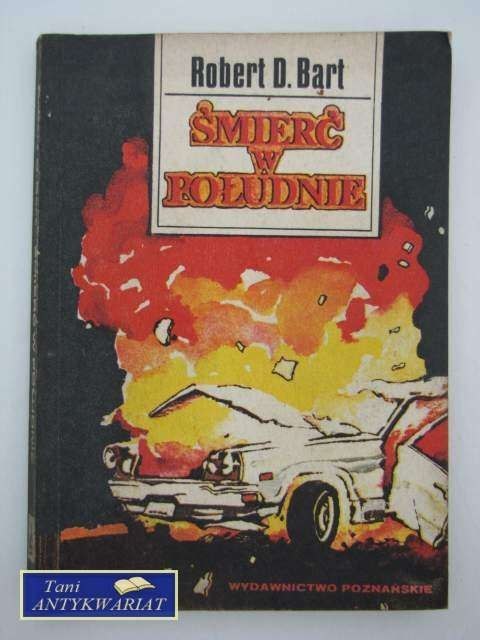 Robert D. Bart
ŚMIERĆ
W
POŁUDNIE
WYDAWNICTWO POZNAŃSKIE
Tani
ANTYKWARIAT